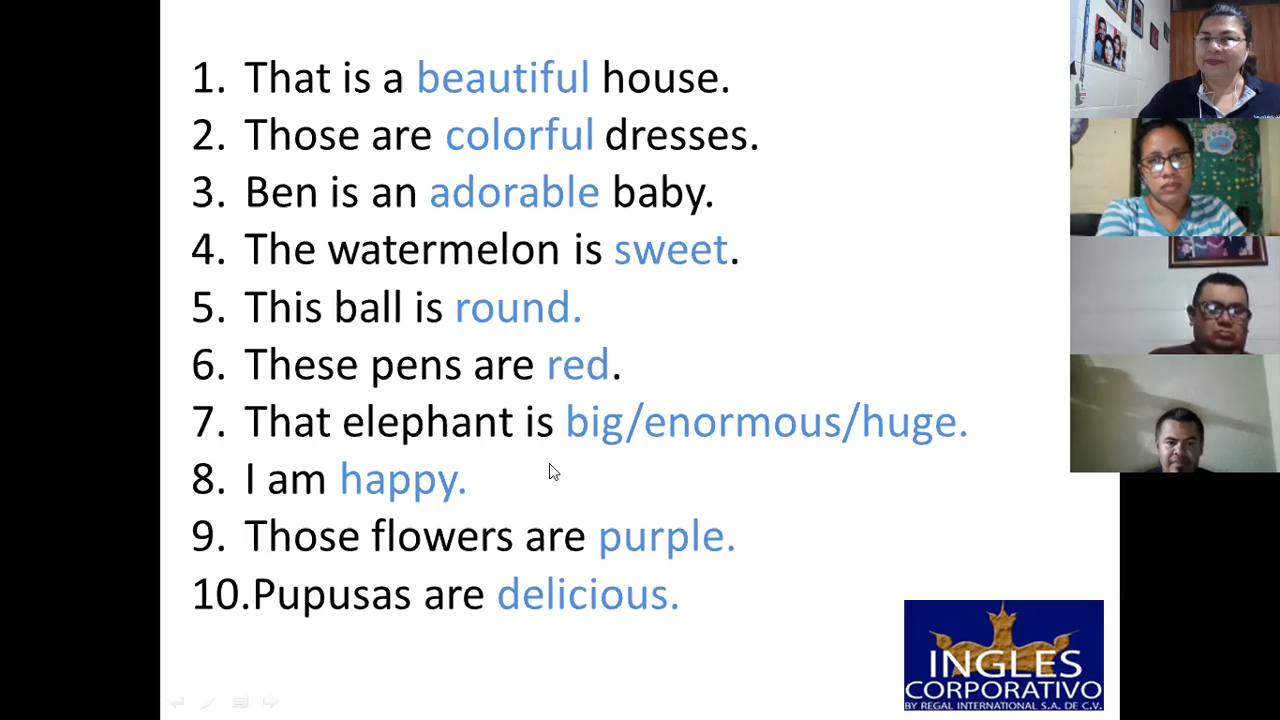 1. That is a beautiful house.
2. Those are colorful dresses.
3. Ben is an adorable baby.
4. The watermelon is sweet.
5. This ball is round.
6. These pens are red.
7. That elephant is big/enormous/huge.
8. I am happy.
9. Those flowers are purple.
10.Pupusas are delicious.
INGLES
CORPORATIVO
BY REGAL INTERNATIONAL S.A. DE C.V.